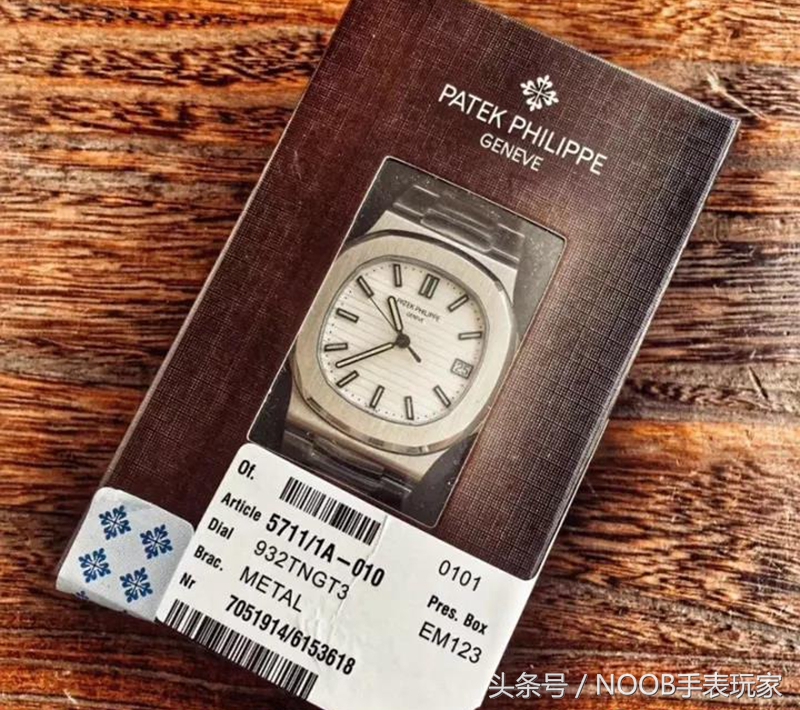 PATEK PHILIPPE
GENEVE
PATEK PHILIPPE
GENEVE
Of.
Article 5711/1A-010
Dial 932TNGT3
Brac. METAL
Nr 7051914/6153618
0101
Pres. Box
EM123
头条号 / NOOB手表玩家